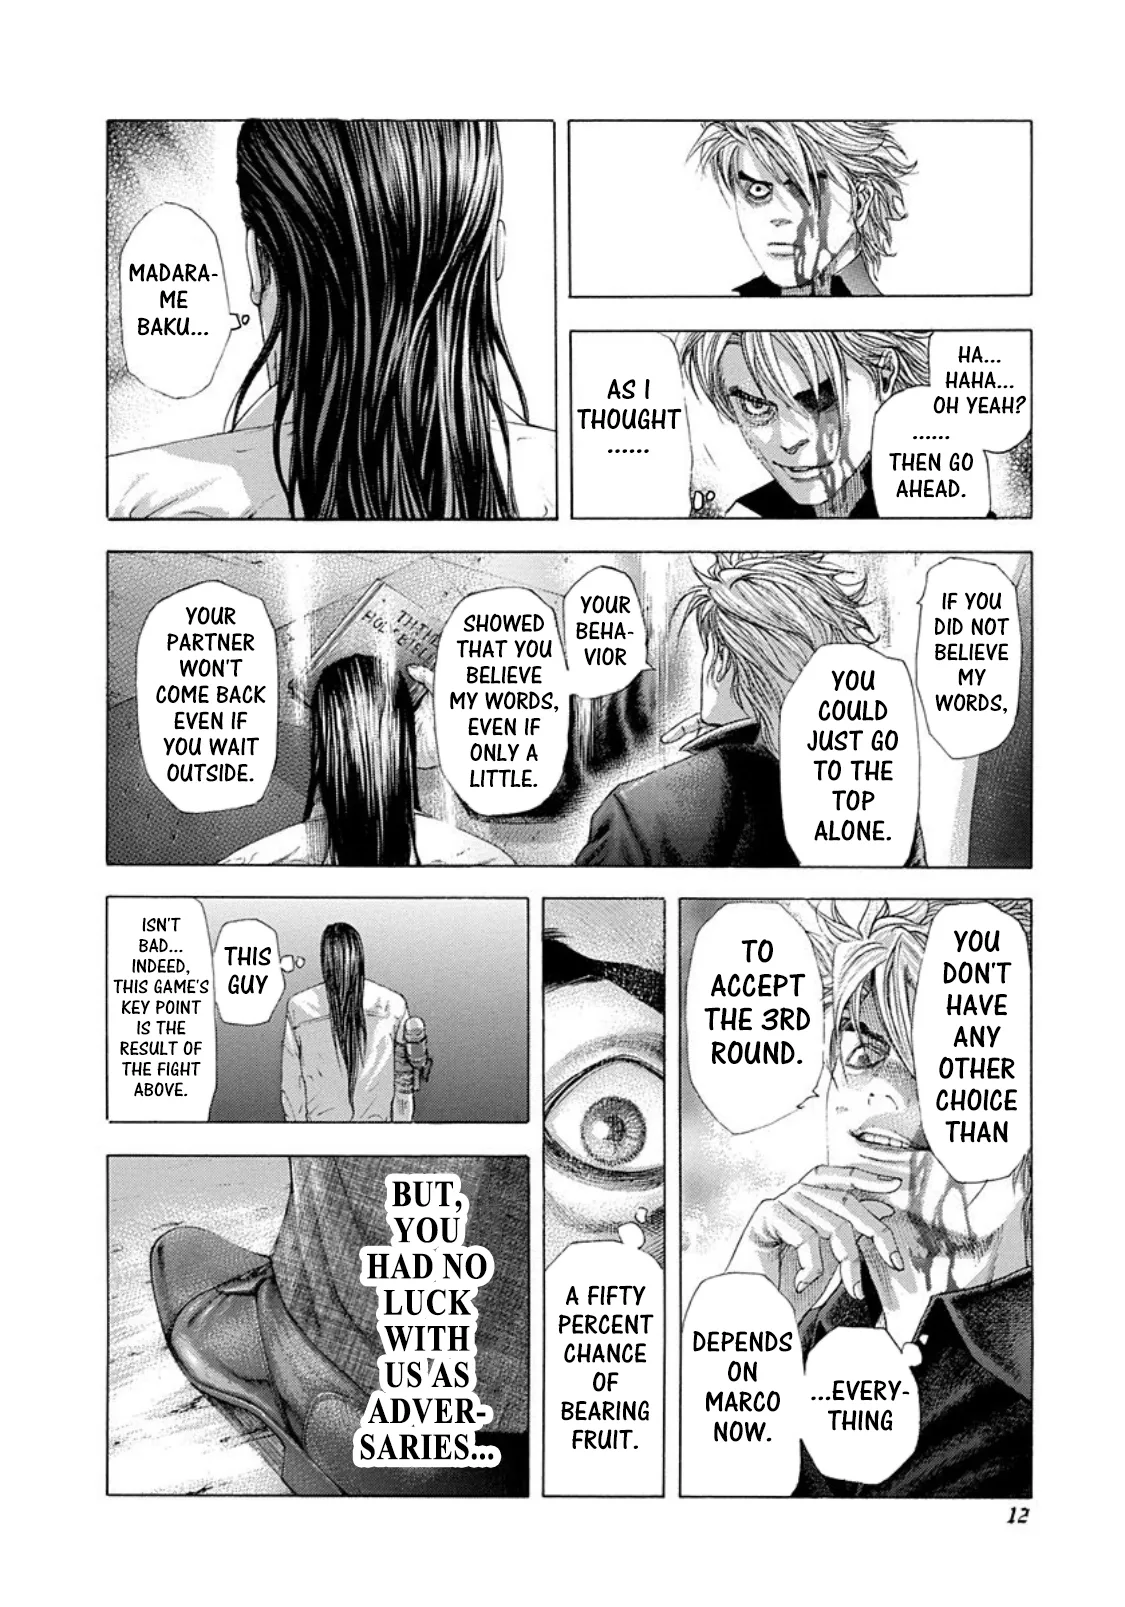 HA...
HAHA...
OH YEAH?
......
THEN GO
AHEAD.
AS I
THOUGHT
......
MADARA-
ME
BAKU...
IF YOU
DID NOT
BELIEVE
MY
WORDS,
YOU
COULD
JUST GO
TO THE
TOP
ALONE.
YOUR
BEHA-
VIOR
SHOWED
THAT YOU
BELIEVE
MY WORDS,
EVEN IF
ONLY A
LITTLE.
YOUR
PARTNER
WON'T
COME BACK
EVEN IF
YOU WAIT
OUTSIDE.
YOU
DON'T
HAVE
ANY
OTHER
CHOICE
THAN
TO
ACCEPT
THE 3RD
ROUND.
...EVERY-
THING
DEPENDS
ON
MARCO
NOW.
A FIFTY
PERCENT
CHANCE
OF
BEARING
FRUIT.
THIS
GUY
ISN'T
BAD...
INDEED,
THIS GAME'S
KEY POINT
IS THE
RESULT OF
THE FIGHT
ABOVE.
BUT,
YOU
HAD NO
LUCK
WITH
US AS
ADVER-
SARIES...
12